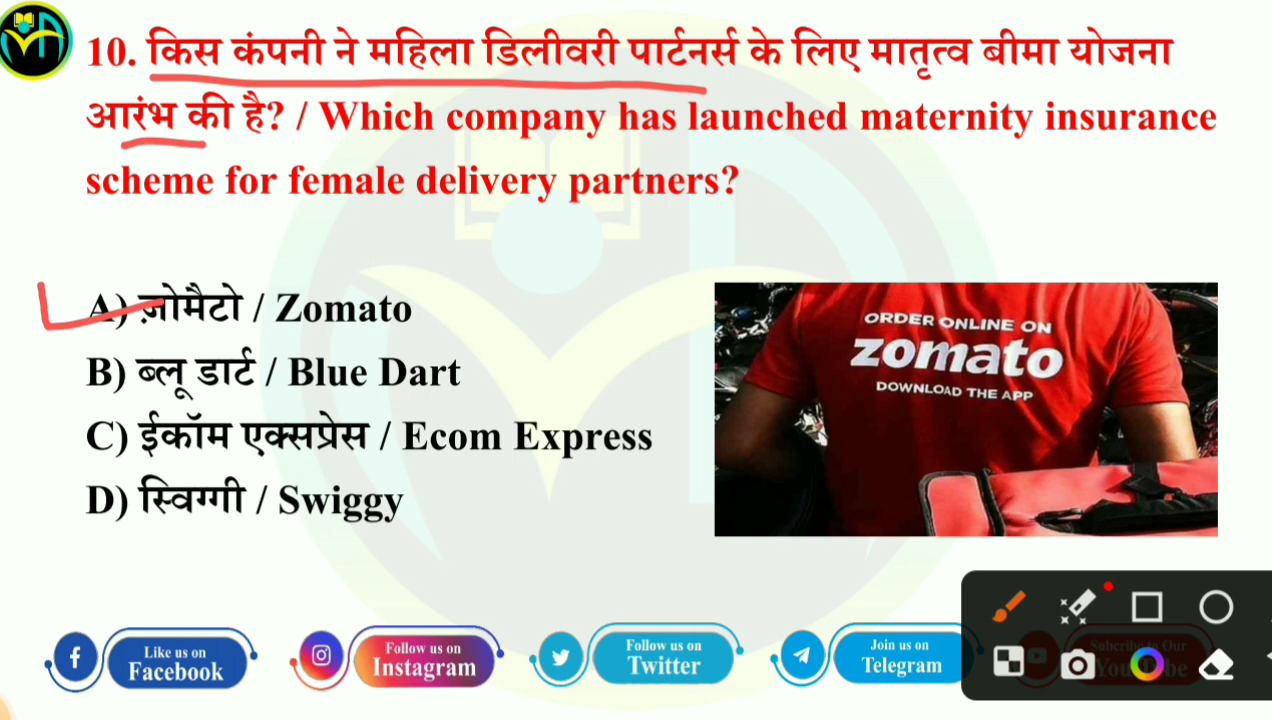 10. किस कंपनी ने महिला डिलीवरी पार्टनर्स के लिए मातृत्व बीमा योजना
आरंभ की है? / Which company has launched maternity insurance
scheme for female delivery partners?
A) ज़ोमैटो / Zomato
B) ब्लू डार्ट / Blue Dart
C) ईकॉम एक्सप्रेस / Ecom Express
D) स्विग्गी / Swiggy
ORDER ONLINE ON
zomato
DOWNLOAD THE APP
Like us on
Facebook
Follow us on
Instagram
Follow us on
Twitter
Join us on
Telegram